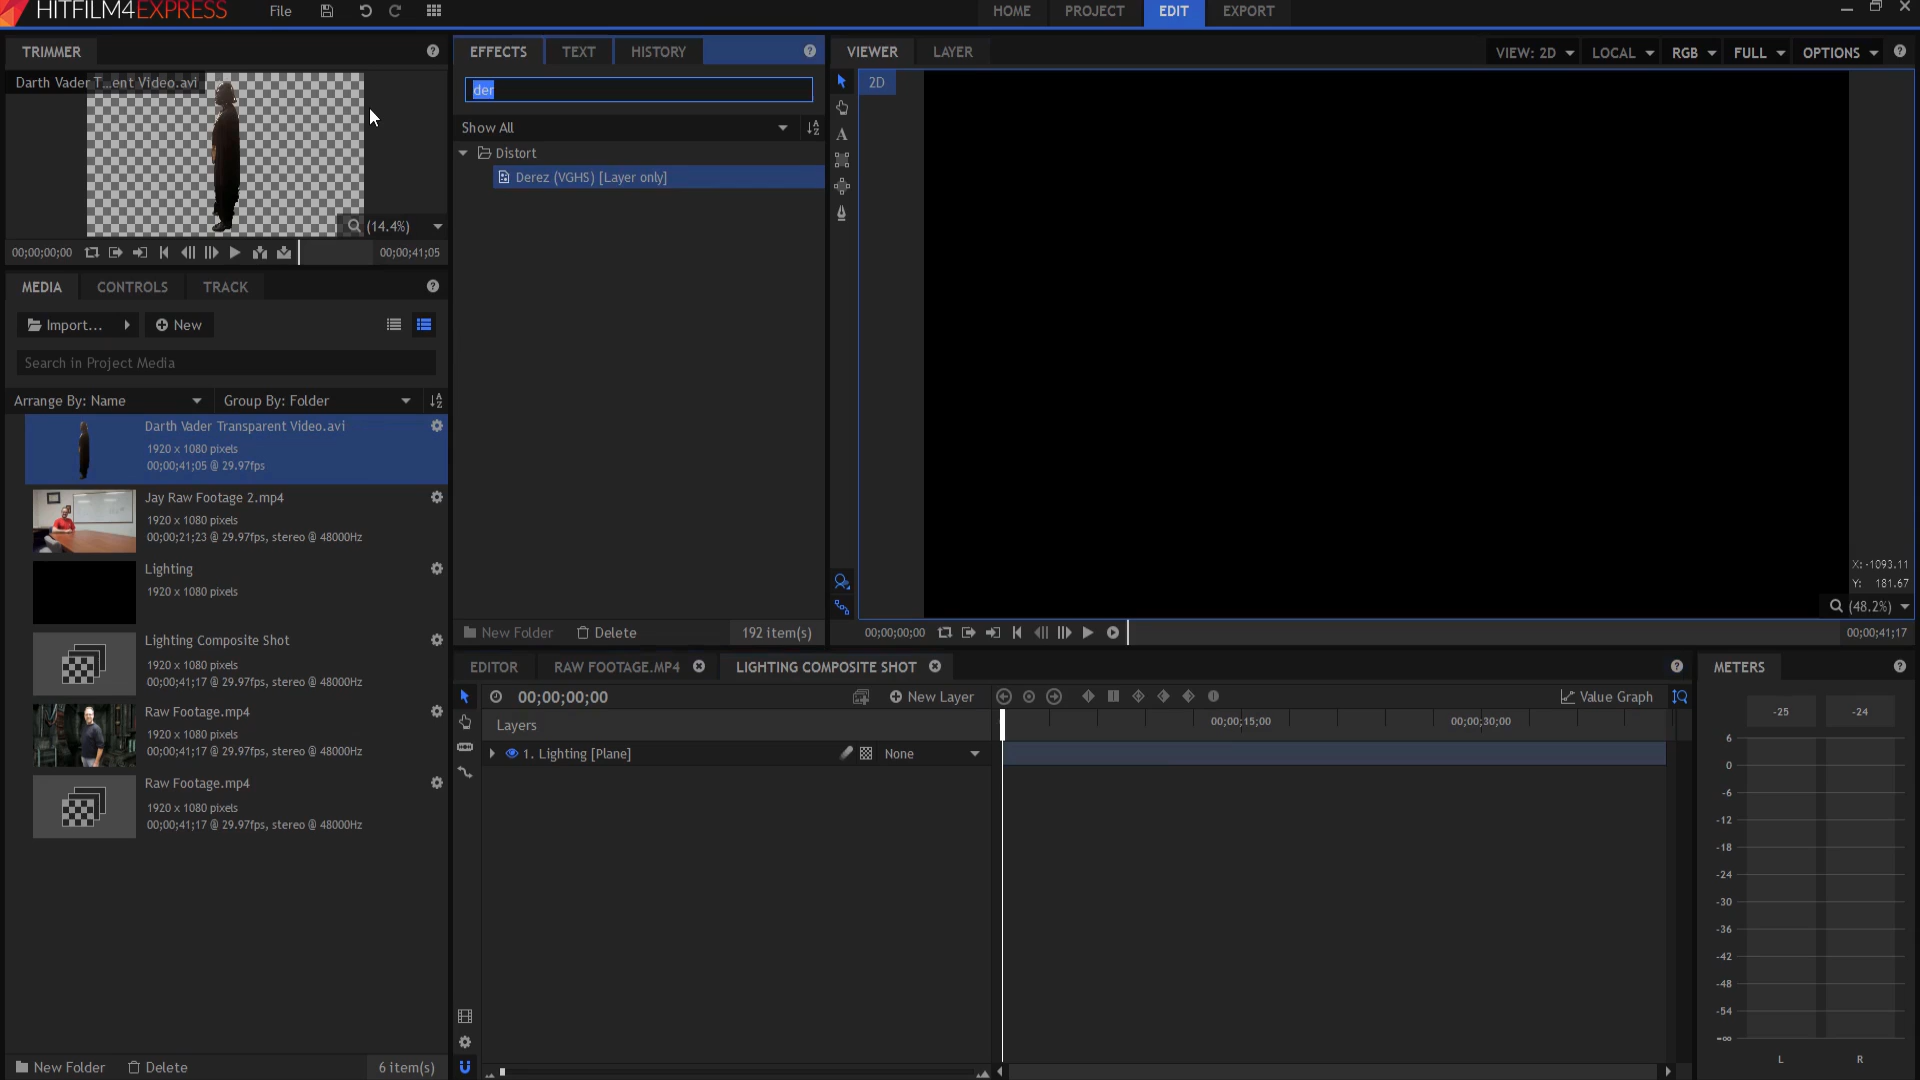 HITFILM4EXPRESS
File
HOME
PROJECT
EDIT
EXPORT
TRIMMER
Darth Vader T...ent Video.avi
(14.4%)
00;00;00;00
00;00;41;05
EFFECTS
TEXT
HISTORY
der
Show All
Distort
Derez (VGHS) [Layer only]
New Folder
Delete
192 item(s)
VIEWER
LAYER
VIEW: 2D
LOCAL
RGB
FULL
OPTIONS
2D
A
X: -1093.11
Y: 181.67
(48.2%)
00;00;00;00
00;00;41;17
MEDIA
CONTROLS
TRACK
Import...
New
Search in Project Media
Arrange By: Name
Group By: Folder
Darth Vader Transparent Video.avi
1920 x 1080 pixels
00;00;41;05 @ 29.97fps
Jay Raw Footage 2.mp4
1920 x 1080 pixels
00;00;21;23 @ 29.97fps, stereo @ 48000Hz
Lighting
1920 x 1080 pixels
Lighting Composite Shot
1920 x 1080 pixels
00;00;41;17 @ 29.97fps, stereo @ 48000Hz
Raw Footage.mp4
1920 x 1080 pixels
00;00;41;17 @ 29.97fps, stereo @ 48000Hz
Raw Footage.mp4
1920 x 1080 pixels
00;00;41;17 @ 29.97fps, stereo @ 48000Hz
New Folder
Delete
6 item(s)
EDITOR
RAW FOOTAGE.MP4
LIGHTING COMPOSITE SHOT
00;00;00;00
New Layer
Value Graph
Layers
00;00;15;00
00;00;30;00
1. Lighting [Plane]
None
METERS
-25
-24
6
0
-6
-12
-18
-24
-30
-36
-42
-48
-54
-∞
L
R